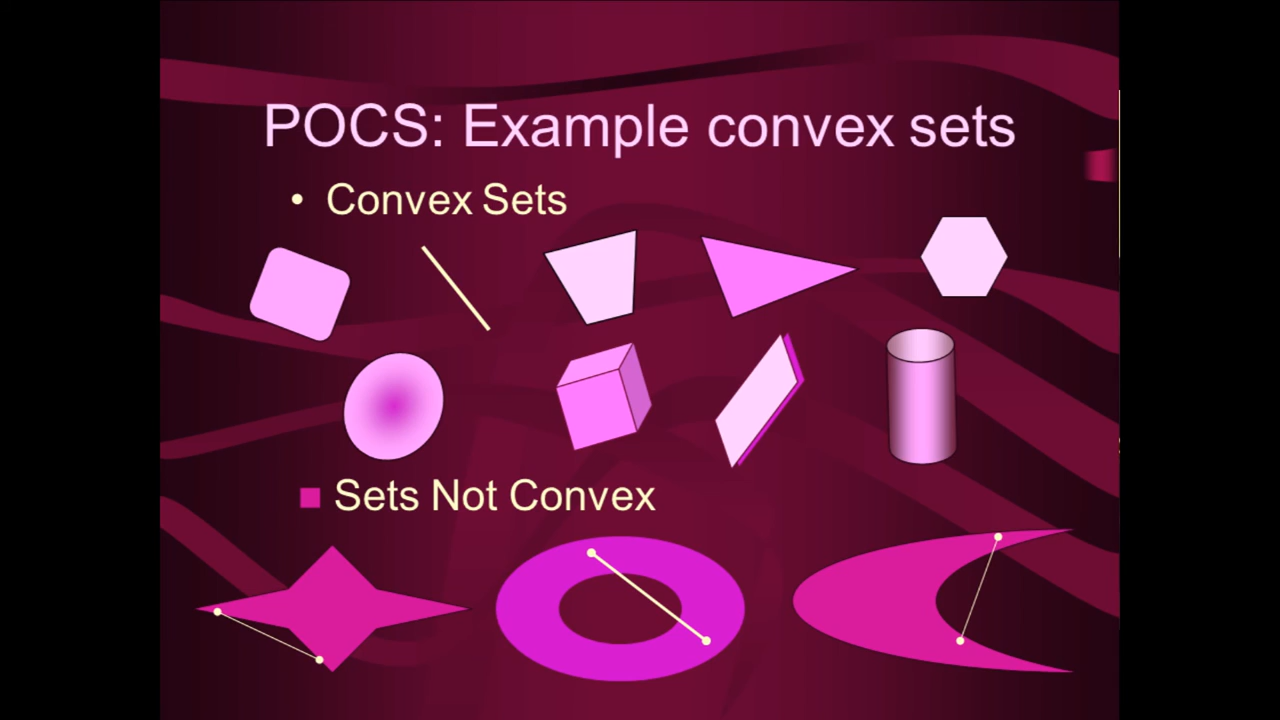 POCS: Example convex sets
• Convex Sets
■ Sets Not Convex